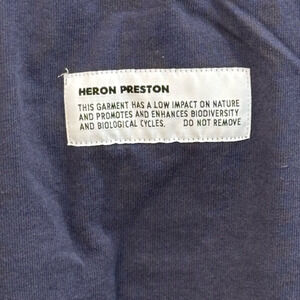 HERON PRESTON
THIS GARMENT HAS A LOW IMPACT ON NATURE
AND PROMOTES AND ENHANCES BIODIVERSITY
AND BIOLOGICAL CYCLES. DO NOT REMOVE